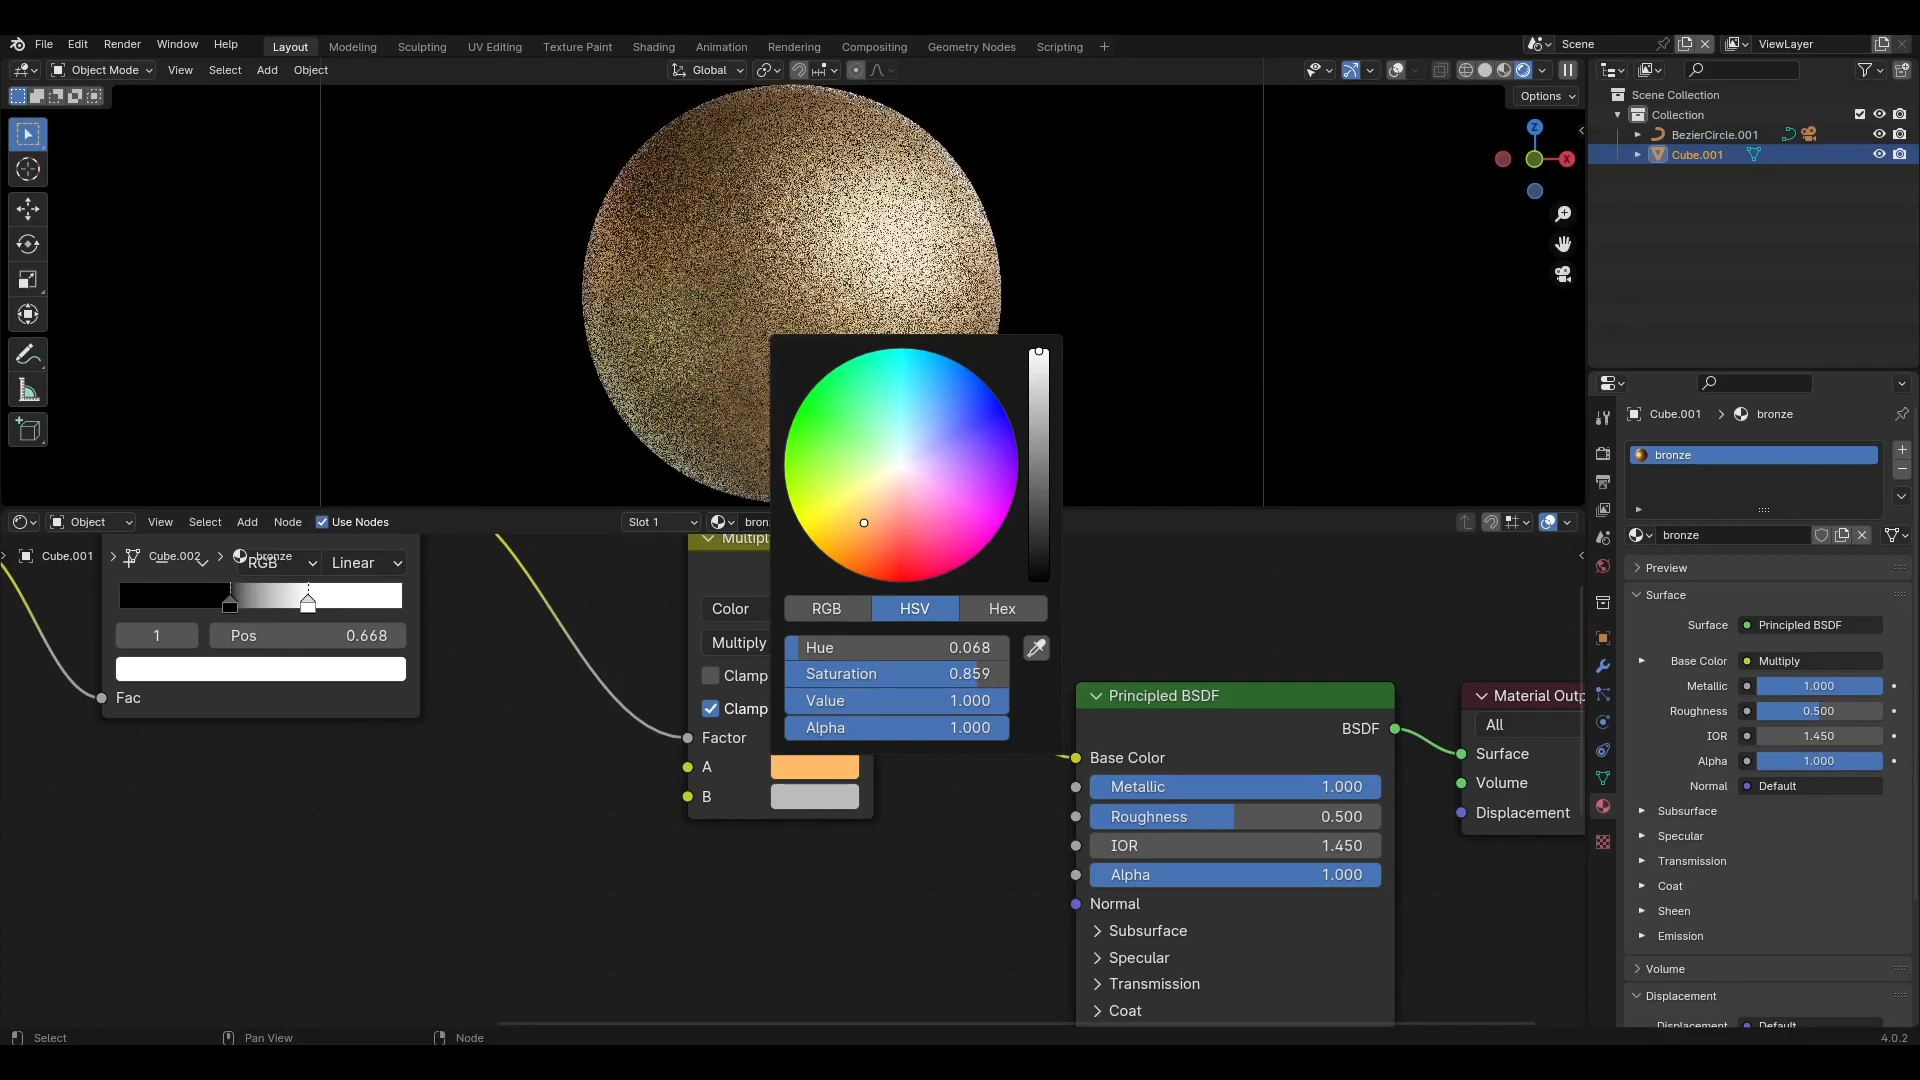 File Edit Render Window Help Layout Modeling Sculpting UV Editing Texture Paint Shading Animation Rendering Compositing Geometry Nodes Scripting + Scene ViewLayer
Object Mode View Select Add Object Global
Options
Scene Collection
Collection
BezierCircle.001
Cube.001
Z
X
Cube.001 bronze
bronze
bronze
Preview
Surface
Surface Principled BSDF
Base Color Multiply
Metallic 1.000
Roughness 0.500
IOR 1.450
Alpha 1.000
Normal Default
Subsurface
Specular
Transmission
Coat
Sheen
Emission
Volume
Displacement
Displacement Default
Object View Select Add Node Use Nodes Slot 1 bron
Cube.001 Cube.002 bronze
RGB Linear
1 Pos 0.668
Fac
Multipl
Color
Multiply
Clamp
Clamp
Factor
A
B
RGB HSV Hex
Hue 0.068
Saturation 0.859
Value 1.000
Alpha 1.000
Principled BSDF
BSDF
Base Color
Metallic 1.000
Roughness 0.500
IOR 1.450
Alpha 1.000
Normal
Subsurface
Specular
Transmission
Coat
Material Outp
All
Surface
Volume
Displacement
Select Pan View Node 4.0.2